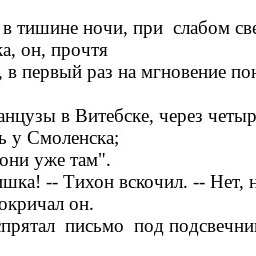 в тишине ночи, при слабом све
ка, он, прочтя
, в первый раз на мгновение пон
анцузы в Витебске, через четыр
ь у Смоленска;
они уже там".
шка! -- Тихон вскочил. -- Нет, н
окричал он.
спрятал письмо под подсвечни